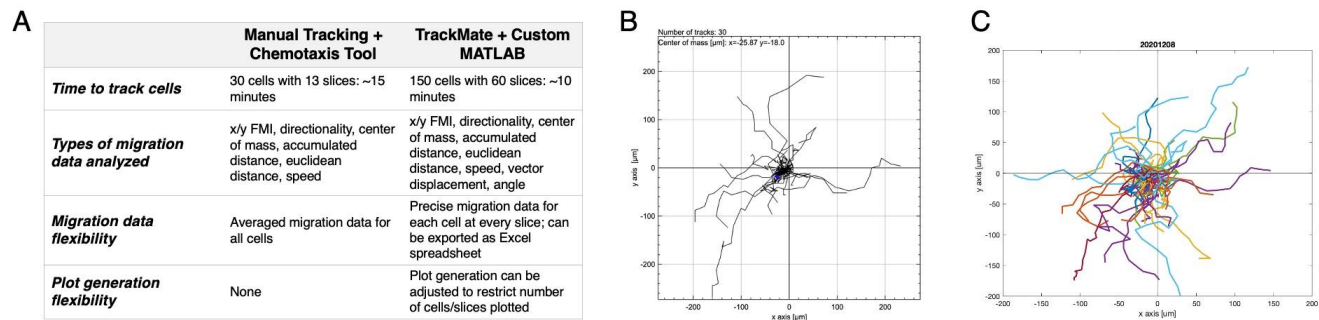 A
Manual Tracking +
Chemotaxis Tool
TrackMate + Custom
MATLAB
Time to track cells
30 cells with 13 slices: ~15
minutes
150 cells with 60 slices: ~10
minutes
Types of migration
data analyzed
x/y FMI, directionality, center
of mass, accumulated
distance, euclidean
distance, speed
x/y FMI, directionality, center
of mass, accumulated
distance, euclidean
distance, speed, vector
displacement, angle
Migration data
flexibility
Averaged migration data for
all cells
Precise migration data for
each cell at every slice; can
be exported as Excel
spreadsheet
Plot generation
flexibility
None
Plot generation can be
adjusted to restrict number
of cells/slices plotted
B
Number of tracks: 30
Center of mass [µm]: x=-25.87 y=-18.0
y axis [µm]
200
100
0
-100
-200
-200 -100 0 100 200
x axis [µm]
C
20201208
y axis [µm]
200
150
100
50
0
-50
-100
-150
-200
-200 -150 -100 -50 0 50 100 150 200
x axis [µm]